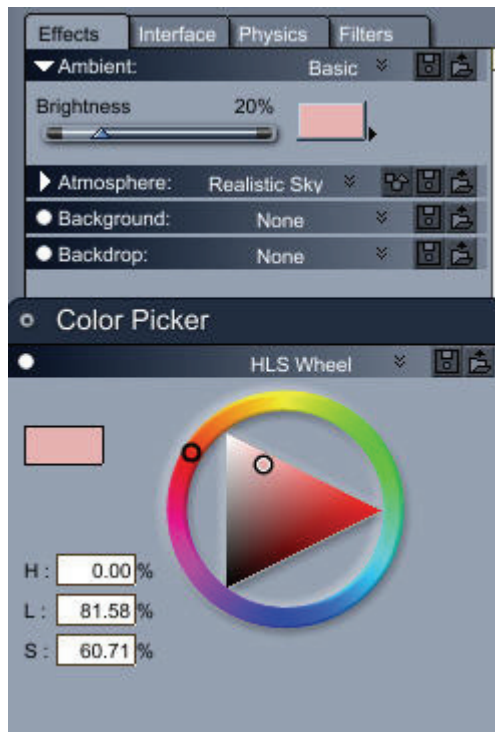 Effects Interface Physics Filters
Ambient: Basic
Brightness 20%
Atmosphere: Realistic Sky
Background: None
Backdrop: None
Color Picker
HLS Wheel
H : 0.00 %
L : 81.58 %
S : 60.71 %